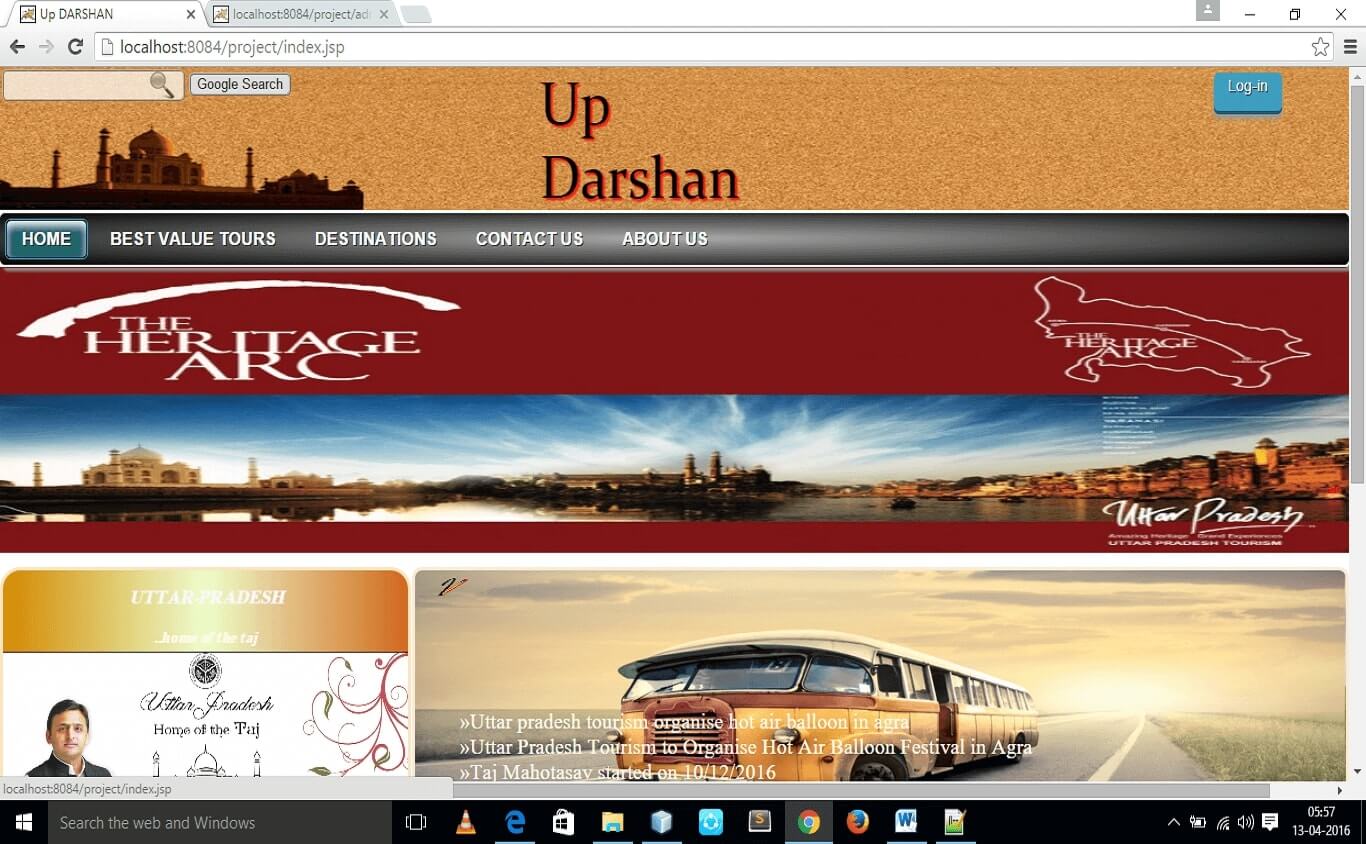 Up DARSHAN
localhost:8084/project/adr
localhost:8084/project/index.jsp
Google Search
Log-in
Up
Darshan
HOME
BEST VALUE TOURS
DESTINATIONS
CONTACT US
ABOUT US
THE
HERITAGE
ARC
THE
HERITAGE
ARC
Uttar Pradesh
Amazing Heritage Grand Experiences
UTTAR PRADESH TOURISM
UTTAR-PRADESH
...home of the taj
Uttar Pradesh
Home of the Taj
»Uttar pradesh tourism organise hot air balloon in agra
»Uttar Pradesh Tourism to Organise Hot Air Balloon Festival in Agra
»Taj Mahotasav started on 10/12/2016
localhost:8084/project/index.jsp
Search the web and Windows
05:57
13-04-2016